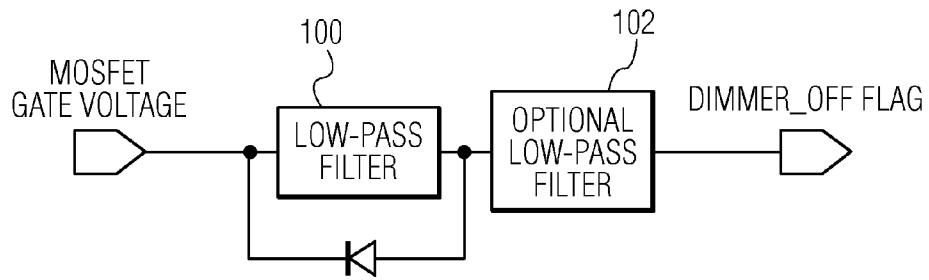 100
102
MOSFET
GATE VOLTAGE
LOW-PASS
FILTER
OPTIONAL
LOW-PASS
FILTER
DIMMER_OFF FLAG